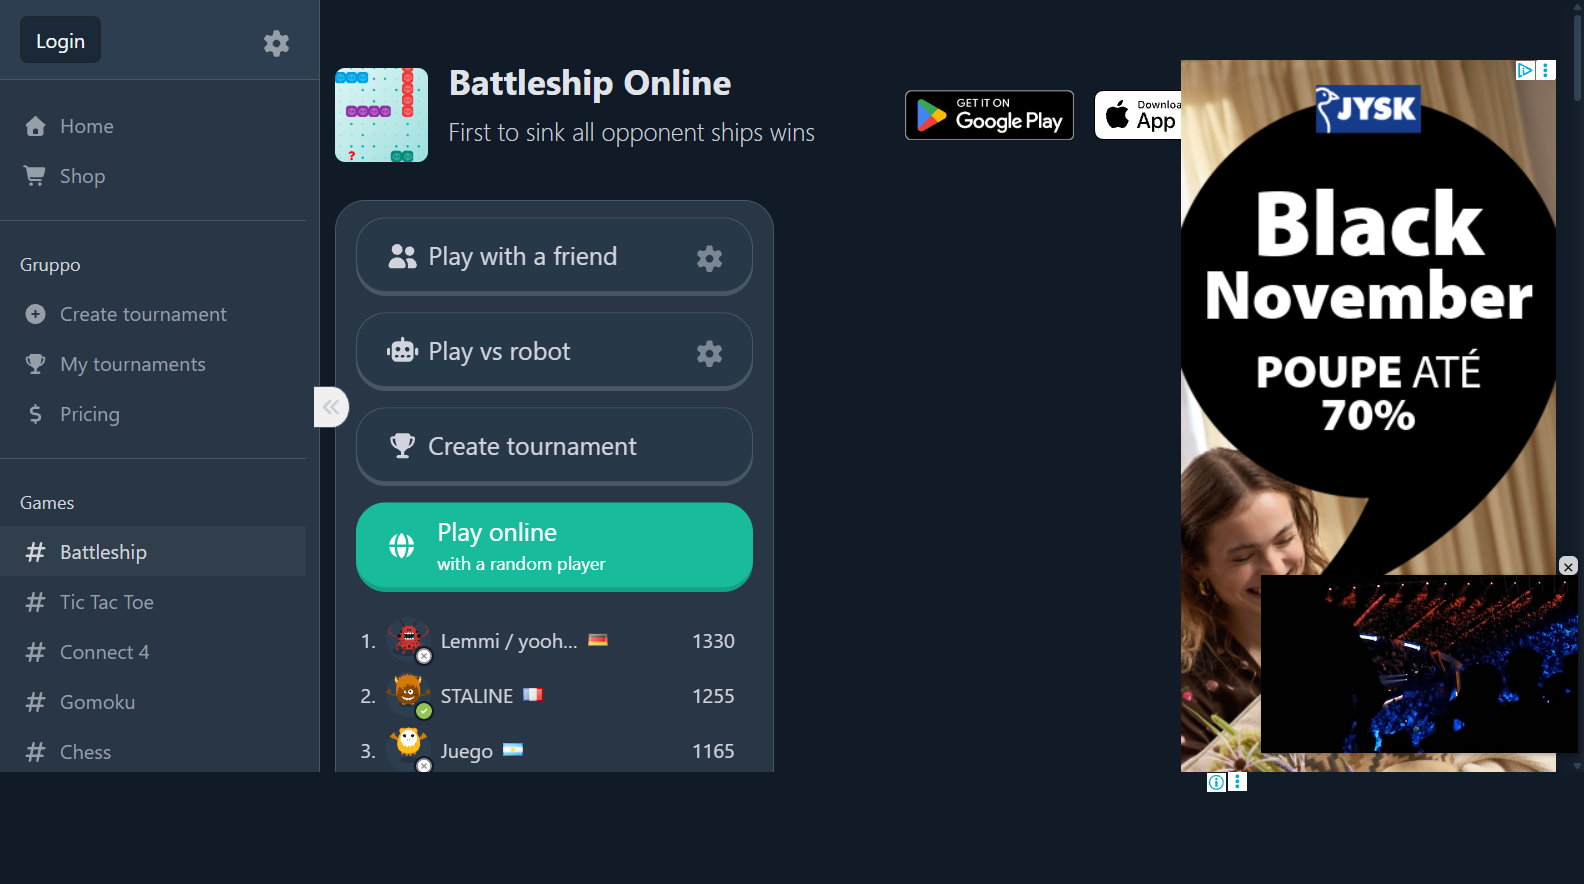 Login
Home
Shop
Gruppo
Create tournament
My tournaments
Pricing
Games
Battleship
Tic Tac Toe
Connect 4
Gomoku
Chess
Battleship Online
First to sink all opponent ships wins
GET IT ON
Google Play
Downloa
App
Play with a friend
Play vs robot
Create tournament
Play online
with a random player
1. Lemmi / yooh... 1330
2. STALINE 1255
3. Juego 1165
JYSK
Black
November
POUPE ATÉ
70%